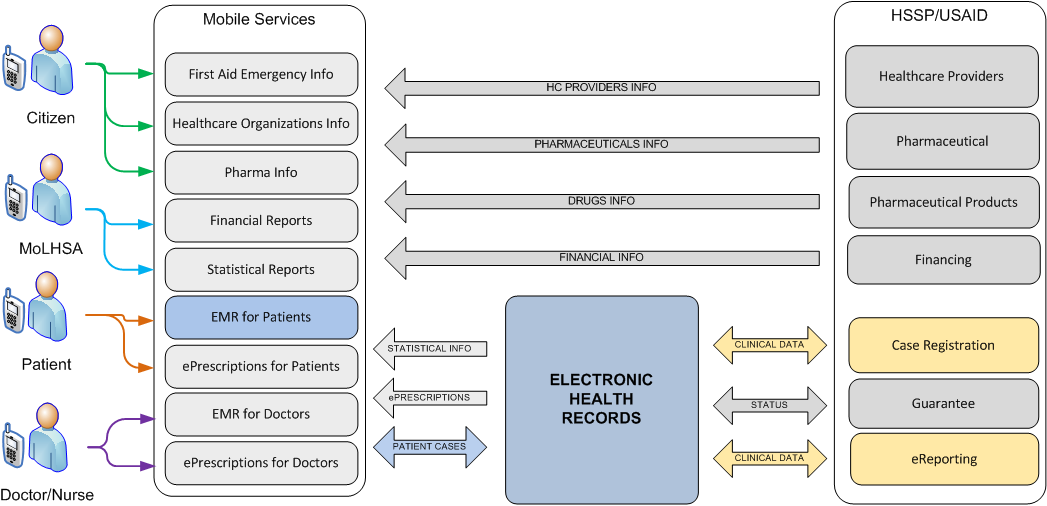 Mobile Services
HSSP/USAID
Citizen
MoLHSA
Patient
Doctor/Nurse
First Aid Emergency Info
Healthcare Organizations Info
Pharma Info
Financial Reports
Statistical Reports
EMR for Patients
ePrescriptions for Patients
EMR for Doctors
ePrescriptions for Doctors
HC PROVIDERS INFO
PHARMACEUTICALS INFO
DRUGS INFO
FINANCIAL INFO
STATISTICAL INFO
ePRESCRIPTIONS
PATIENT CASES
ELECTRONIC
HEALTH
RECORDS
CLINICAL DATA
STATUS
CLINICAL DATA
Healthcare Providers
Pharmaceutical
Pharmaceutical Products
Financing
Case Registration
Guarantee
eReporting